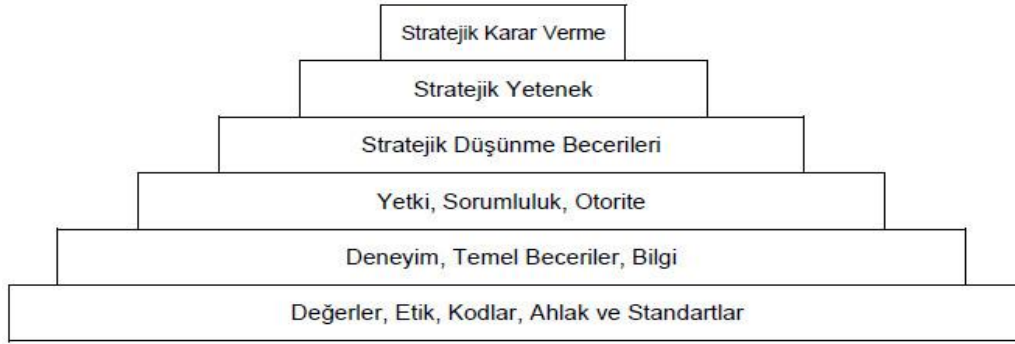 Stratejik Karar Verme
Stratejik Yetenek
Stratejik Düşünme Becerileri
Yetki, Sorumluluk, Otorite
Deneyim, Temel Beceriler, Bilgi
Değerler, Etik, Kodlar, Ahlak ve Standartlar